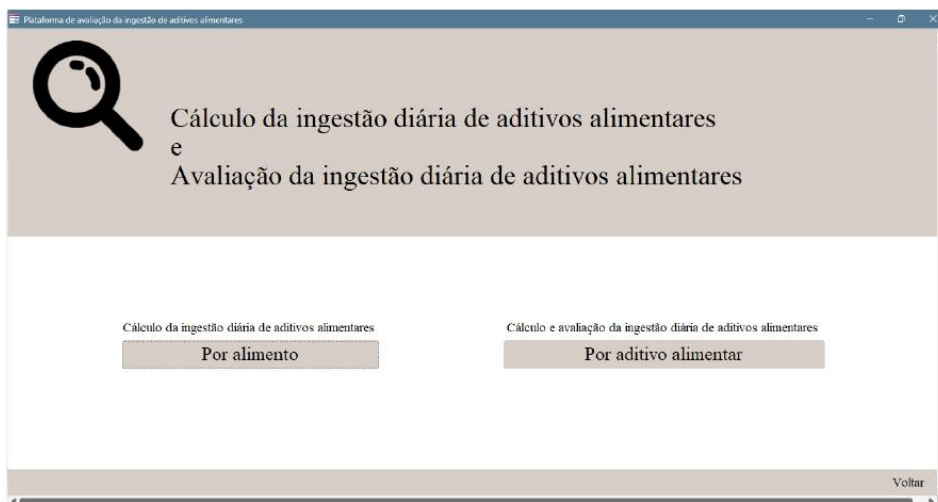 Plataforma de avaliação da ingestão de aditivos alimentares
Cálculo da ingestão diária de aditivos alimentares
e
Avaliação da ingestão diária de aditivos alimentares
Cálculo da ingestão diária de aditivos alimentares
Por alimento
Cálculo e avaliação da ingestão diária de aditivos alimentares
Por aditivo alimentar
Voltar